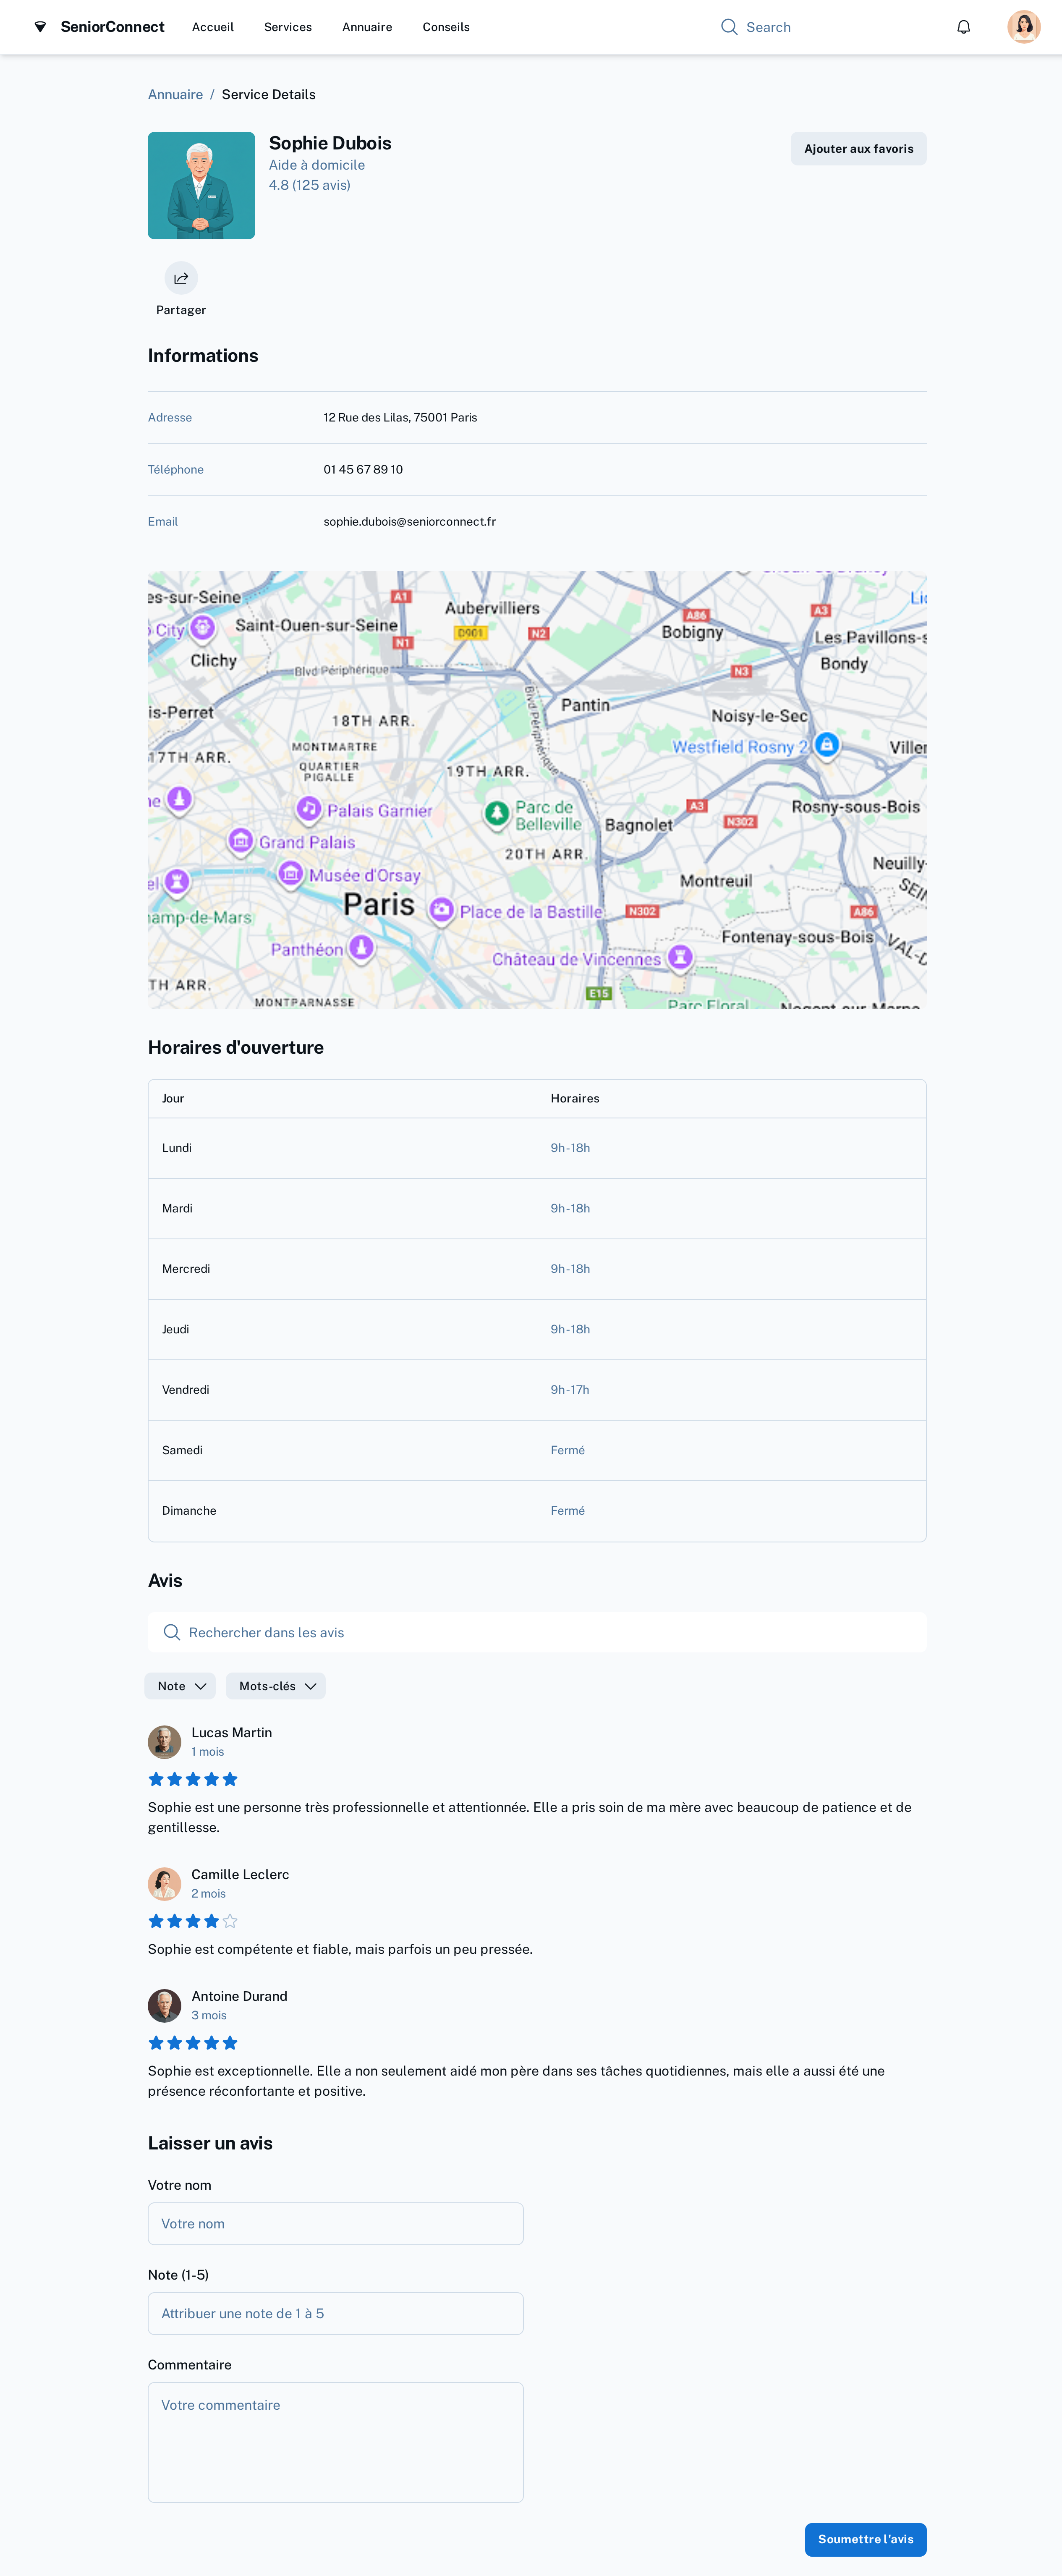 SeniorConnect Accueil Services Annuaire Conseils Search
Annuaire / Service Details
Sophie Dubois
Aide à domicile
4.8 (125 avis)
Ajouter aux favoris
Partager
Informations
Adresse 12 Rue des Lilas, 75001 Paris
Téléphone 01 45 67 89 10
Email sophie.dubois@seniorconnect.fr
es-sur-Seine
A1
Aubervilliers
A86
A3
City
Saint-Ouen-sur-Seine
D901
N2
Bobigny
Les Pavillons-s
N1
Clichy
Blvd Périphérique
N3
Bondy
is-Perret
Blvd Périphérique
Pantin
18TH ARR.
Noisy-le-Sec
MONTMARTRE
Westfield Rosny 2
Viller
17TH ARR.
QUARTIER
PIGALLE
19TH ARR.
ne
Palais Garnier
Parc de
Belleville
A3
Rosny-sous-Bois
N302
Bagnolet
Grand Palais
20TH ARR.
Neuilly-
el
Musée d'Orsay
Montreuil
SEIN
Paris
Place de la Bastille
N302
A86
hamp-de-Mars
Fontenay-sous-Bois
VAL-D
Panthéon
Château de Vincennes
TH ARR.
E15
MONTPARNASSE
Parc Floral
Nogent-sur-Marne
Horaires d'ouverture
Jour Horaires
Lundi 9h-18h
Mardi 9h-18h
Mercredi 9h-18h
Jeudi 9h-18h
Vendredi 9h-17h
Samedi Fermé
Dimanche Fermé
Avis
Rechercher dans les avis
Note Mots-clés
Lucas Martin
1 mois
Sophie est une personne très professionnelle et attentionnée. Elle a pris soin de ma mère avec beaucoup de patience et de
gentillesse.
Camille Leclerc
2 mois
Sophie est compétente et fiable, mais parfois un peu pressée.
Antoine Durand
3 mois
Sophie est exceptionnelle. Elle a non seulement aidé mon père dans ses tâches quotidiennes, mais elle a aussi été une
présence réconfortante et positive.
Laisser un avis
Votre nom
Votre nom
Note (1-5)
Attribuer une note de 1 à 5
Commentaire
Votre commentaire
Soumettre l'avis